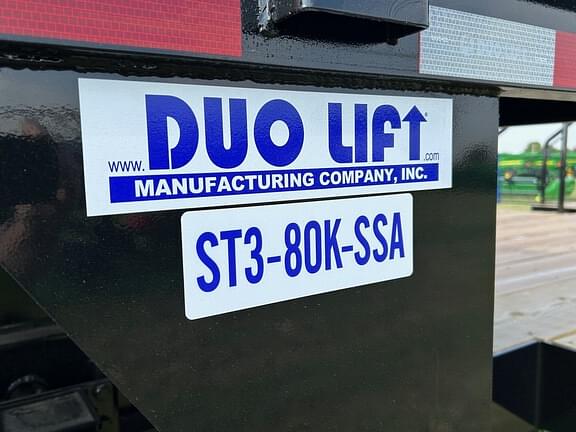 www.DUO LIFT®.com
MANUFACTURING COMPANY, INC.
ST3-80K-SSA